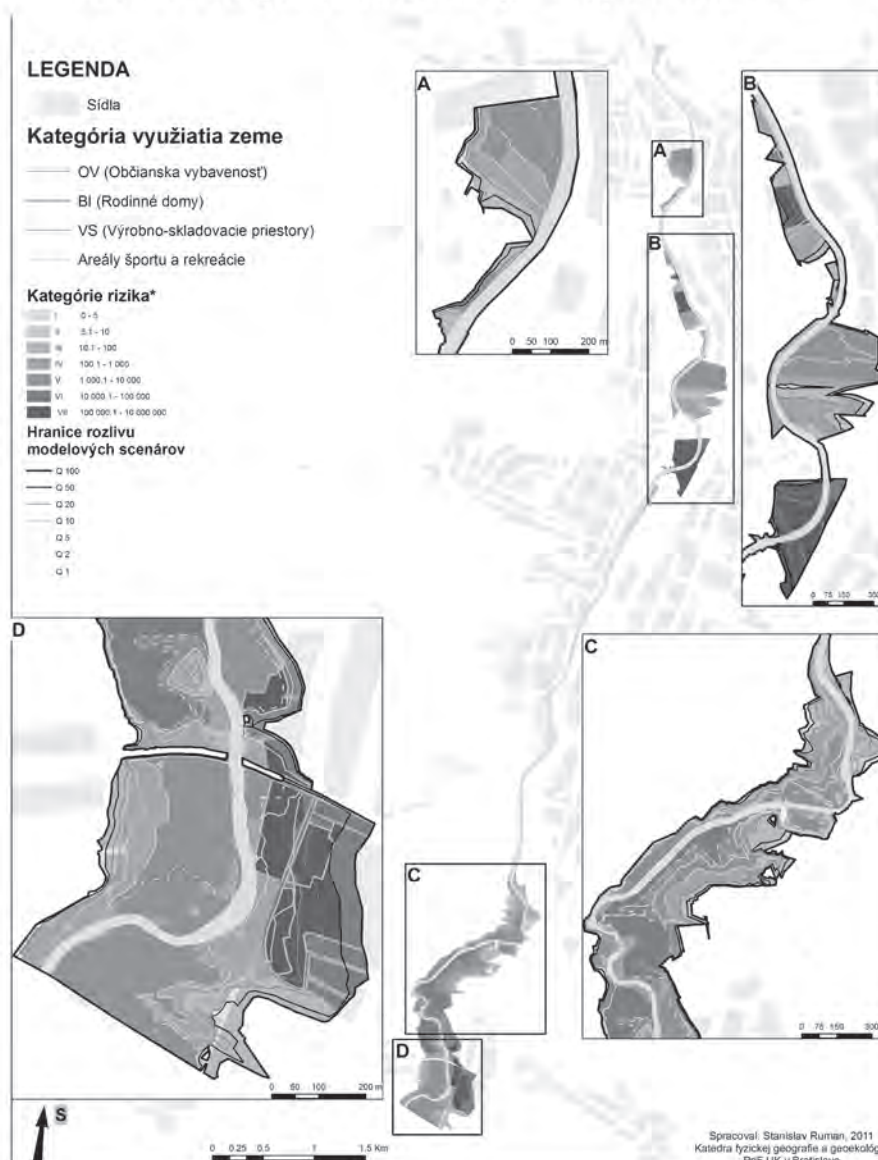 LEGENDA
Sídla
Kategória využiatia zeme
OV (Občianska vybavenosť)
BI (Rodinné domy)
VS (Výrobno-skladovacie priestory)
Areály športu a rekreácie
Kategórie rizika*
I 0 - 5
II 5.1 - 10
III 10.1 - 100
IV 100.1 - 1 000
V 1 000.1 - 10 000
VI 10 000.1 - 100 000
VII 100 000.1 - 10 000 000
Hranice rozlivu
modelových scenárov
Q 100
Q 50
Q 20
Q 10
Q 5
Q 2
Q 1
A
0 50 100 200 m
A
B
B
0 75 150 300
D
0 50 100 200 m
C
0 75 150 300
C
D
S
0 0.25 0.5 1 1.5 Km
Spracoval: Stanislav Ruman, 2011
Katedra fyzickej geografie a geoekológ
PriF UK v Bratislave